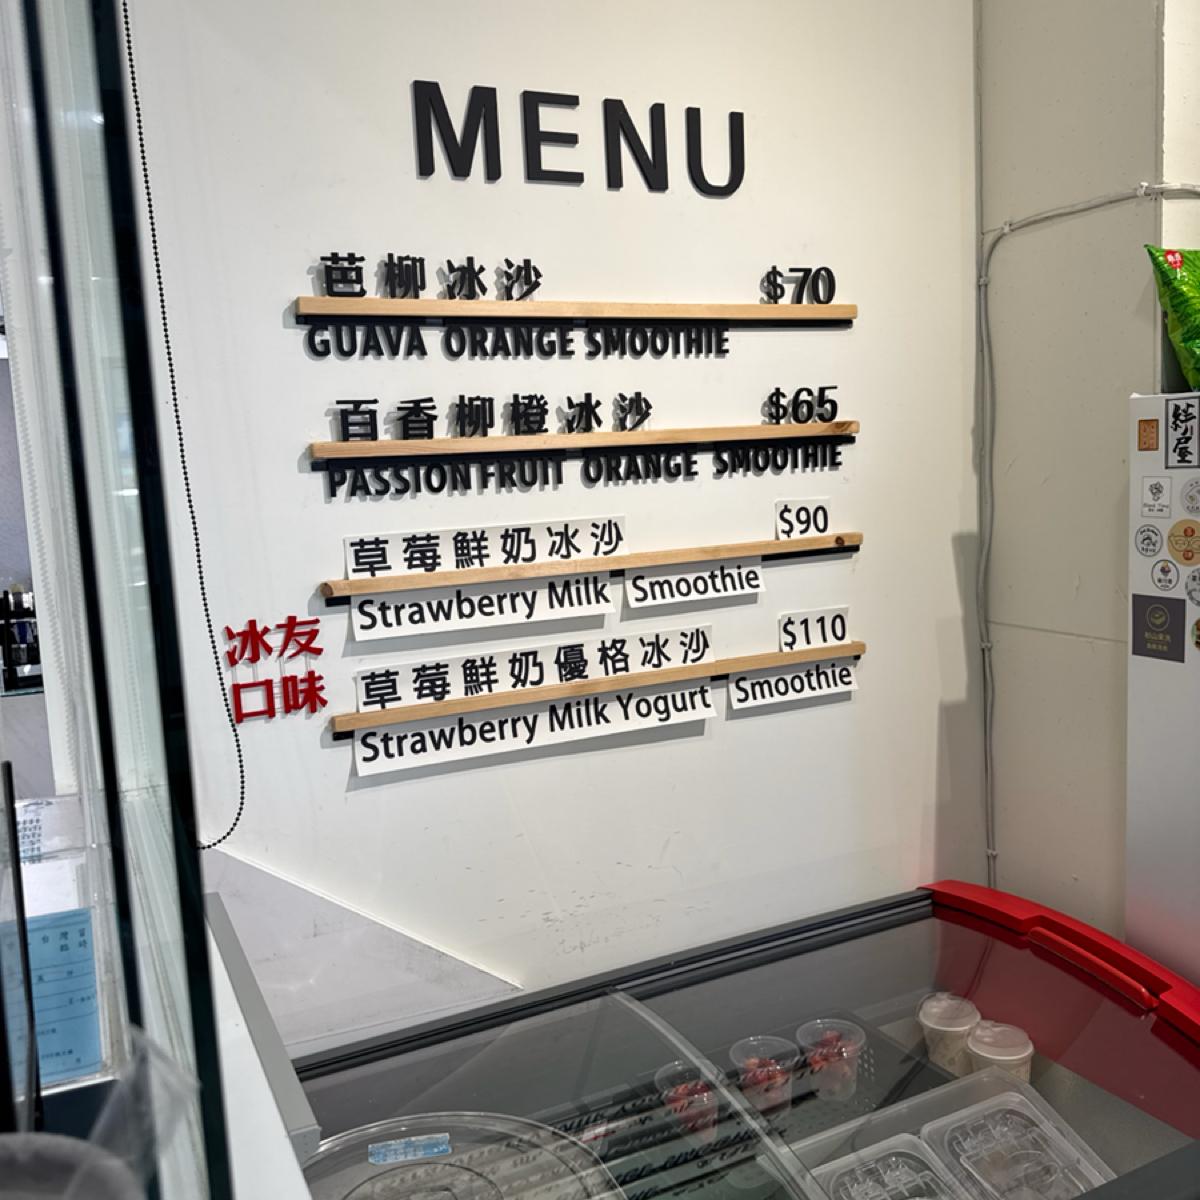 MENU
芭柳冰沙 $70
GUAVA ORANGE SMOOTHIE
百香柳橙冰沙 $65
PASSION FRUIT ORANGE SMOOTHIE
草莓鮮奶冰沙 $90
Strawberry Milk Smoothie
冰友
口味
草莓鮮奶優格冰沙 $110
Strawberry Milk Yogurt Smoothie